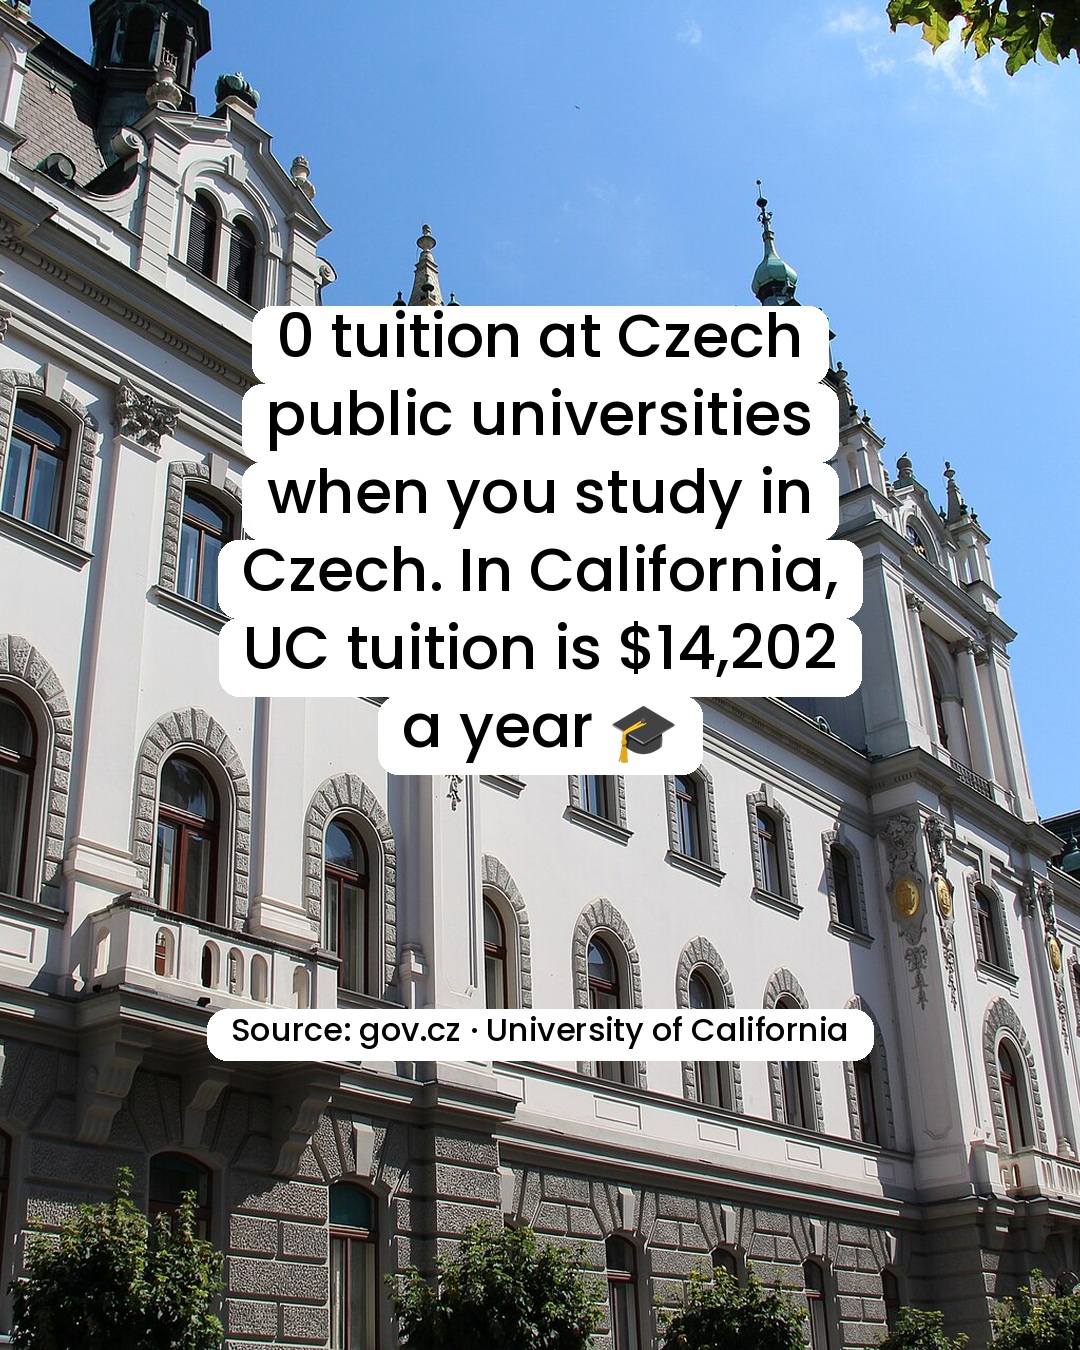 0 tuition at Czech
public universities
when you study in
Czech. In California,
UC tuition is $14,202
a year 🎓
Source: gov.cz · University of California